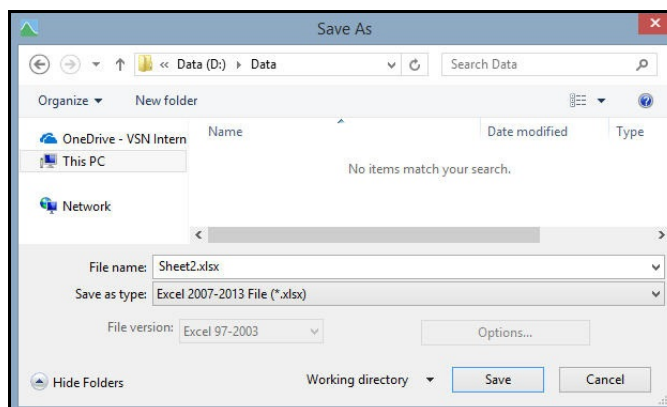 Save As
« Data (D:) Data Search Data
Organize New folder
Name Date modified Type
OneDrive - VSN Intern
This PC
No items match your search.
Network
File name: Sheet2.xlsx
Save as type: Excel 2007-2013 File (*.xlsx)
File version: Excel 97-2003 Options...
Hide Folders Working directory Save Cancel